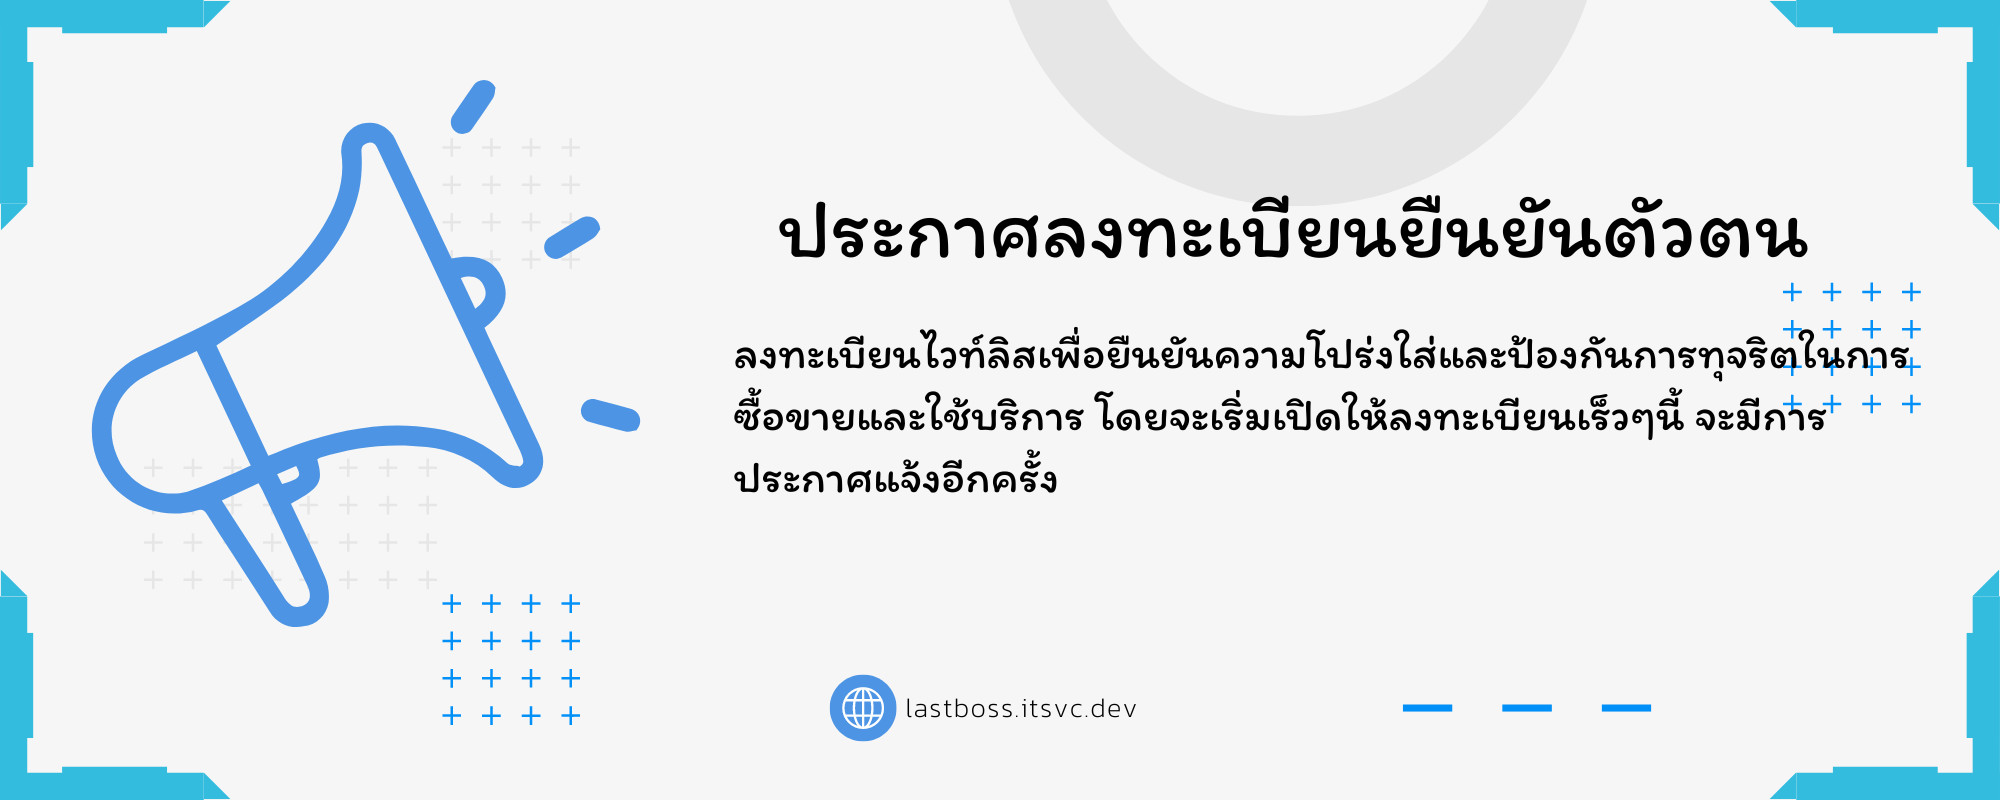 ประกาศลงทะเบียนยืนยันตัวตน
ลงทะเบียนไวท์ลิสเพื่อยืนยันความโปร่งใส่และป้องกันการทุจริตในการ
ซื้อขายและใช้บริการ โดยจะเริ่มเปิดให้ลงทะเบียนเร็วๆนี้ จะมีการ
ประกาศแจ้งอีกครั้ง
lastboss.itsvc.dev